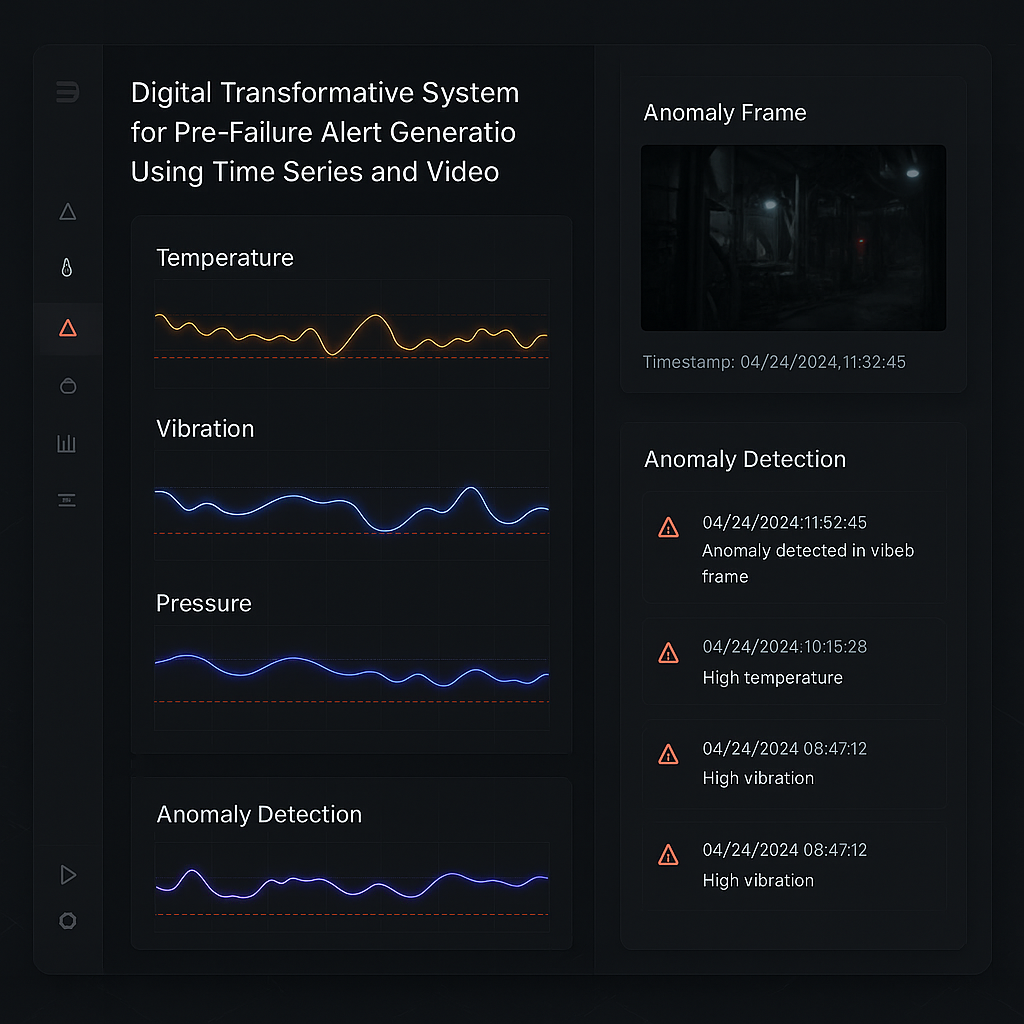 Digital Transformative System
for Pre-Failure Alert Generatio
Using Time Series and Video
Temperature
Vibration
Pressure
Anomaly Detection
Anomaly Frame
Timestamp: 04/24/2024,11:32:45
Anomaly Detection
04/24/2024:11:52:45
Anomaly detected in vibeb
frame
04/24/2024:10:15:28
High temperature
04/24/2024 08:47:12
High vibration
04/24/2024 08:47:12
High vibration